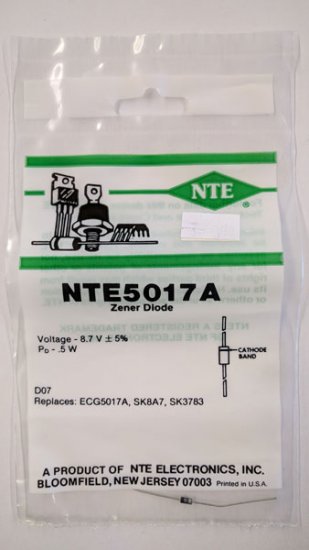 NTE
®
NTE5017A
Zener Diode
Voltage - 8.7 V ± 5%
PD - .5 W
CATHODE
BAND
D07
Replaces: ECG5017A, SK8A7, SK3783
A PRODUCT OF NTE ELECTRONICS, INC.
BLOOMFIELD, NEW JERSEY 07003 Printed in U.S.A.